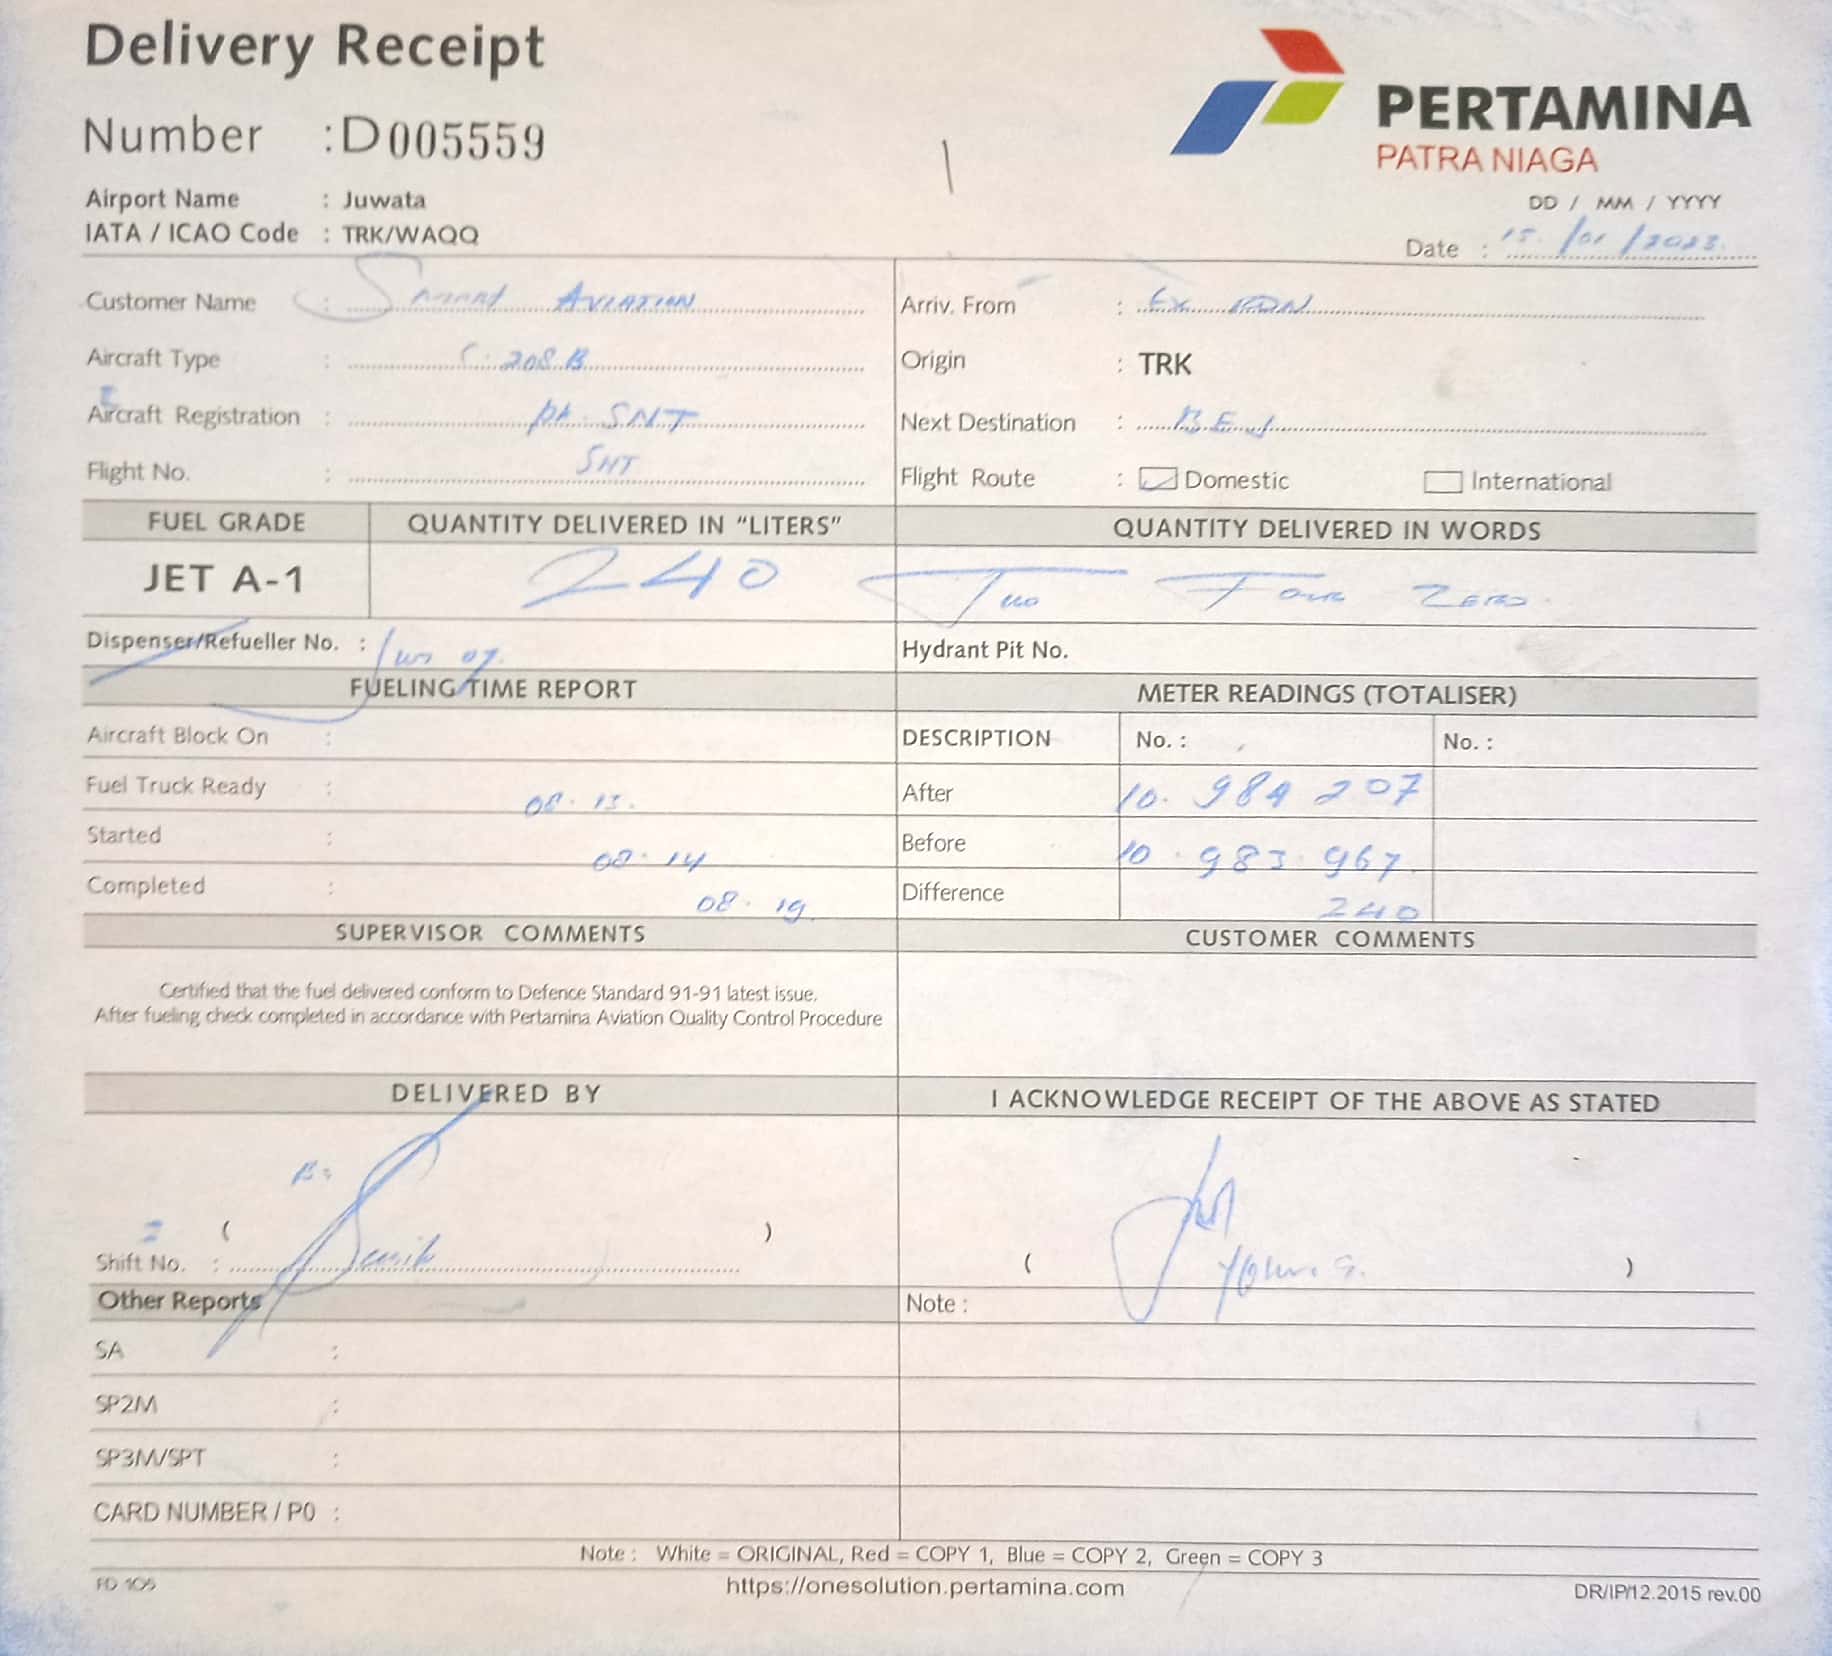 Delivery Receipt
PERTAMINA
PATRA NIAGA
Number : D005559
Airport Name : Juwata
IATA / ICAO Code : TRK/WAQQ
DD / MM / YYYY
Date : 15. /01 /2023.
Customer Name : Smart Aviation
Arriv. From : Ex
Aircraft Type : C. 208 B
Origin : TRK
Aircraft Registration : PK. SNT
Next Destination : BEJ
Flight No. : SNT
Flight Route : Domestic International
FUEL GRADE QUANTITY DELIVERED IN "LITERS" QUANTITY DELIVERED IN WORDS
JET A-1 240 Two Four Zero.
Dispenser/Refueller No. : 07.
Hydrant Pit No.
FUELING TIME REPORT METER READINGS (TOTALISER)
Aircraft Block On :
DESCRIPTION No. : No. :
Fuel Truck Ready : 08. 13.
After 10. 984 207
Started : 08. 14
Before 10. 983. 967
Completed : 08. 19
Difference 240
SUPERVISOR COMMENTS CUSTOMER COMMENTS
Certified that the fuel delivered conform to Defence Standard 91-91 latest issue.
After fueling check completed in accordance with Pertamina Aviation Quality Control Procedure
DELIVERED BY I ACKNOWLEDGE RECEIPT OF THE ABOVE AS STATED
( )
Shift No. :
( )
Other Reports
Note :
SA :
SP2M :
SP3M/SPT :
CARD NUMBER / P0 :
Note : White = ORIGINAL, Red = COPY 1, Blue = COPY 2, Green = COPY 3
FD 105
https://onesolution.pertamina.com
DR/IP/12.2015 rev.00